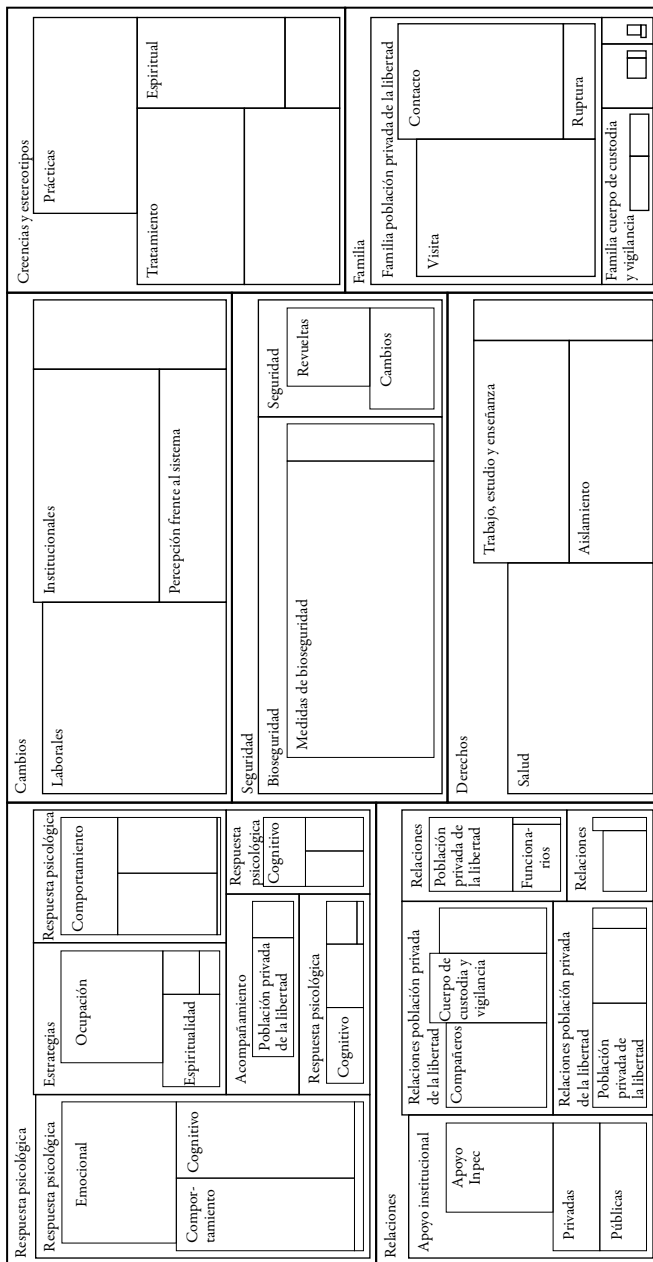 Respuesta psicológica
Respuesta psicológica
Emocional
Compor-
tamiento
Cognitivo
Estrategias
Ocupación
Espiritualidad
Respuesta psicológica
Comportamiento
Acompañamiento
Población privada
de la libertad
Respuesta psicológica
Cognitivo
Respuesta
psicológica
Cognitivo
Relaciones
Apoyo institucional
Apoyo
Inpec
Privadas
Públicas
Relaciones población privada
de la libertad
Compañeros
Cuerpo de
custodia y
vigilancia
Relaciones población privada
de la libertad
Población
privada de
la libertad
Relaciones
Población
privada de
la libertad
Funciona-
rios
Relaciones
Cambios
Laborales
Institucionales
Percepción frente al sistema
Seguridad
Bioseguridad
Medidas de bioseguridad
Seguridad
Revueltas
Cambios
Derechos
Salud
Trabajo, estudio y enseñanza
Aislamiento
Creencias y estereotipos
Prácticas
Tratamiento
Espiritual
Familia
Familia población privada de la libertad
Visita
Contacto
Ruptura
Familia cuerpo de custodia
y vigilancia